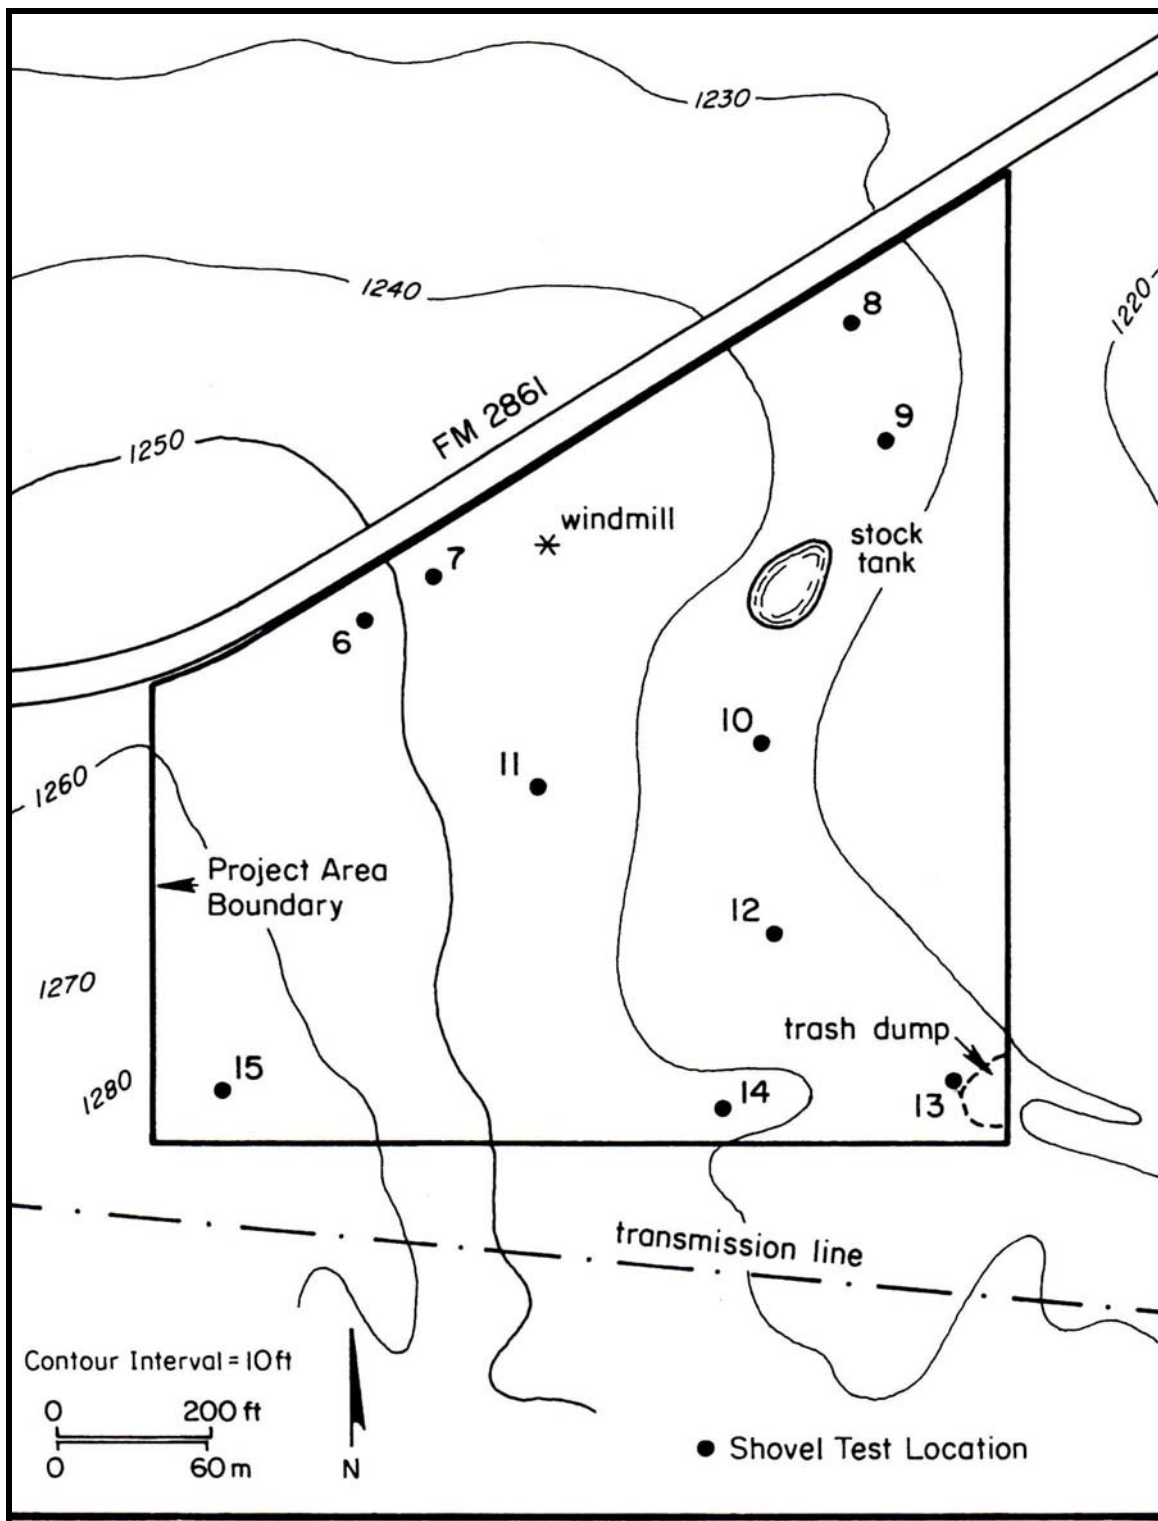 1230
1240
1220
8
FM 2861
9
1250
windmill
stock
tank
7
6
10
11
1260
Project Area
Boundary
12
1270
trash dump
15
1280
14
13
transmission line
Contour Interval = 10 ft
0 200 ft
0 60 m
N
Shovel Test Location